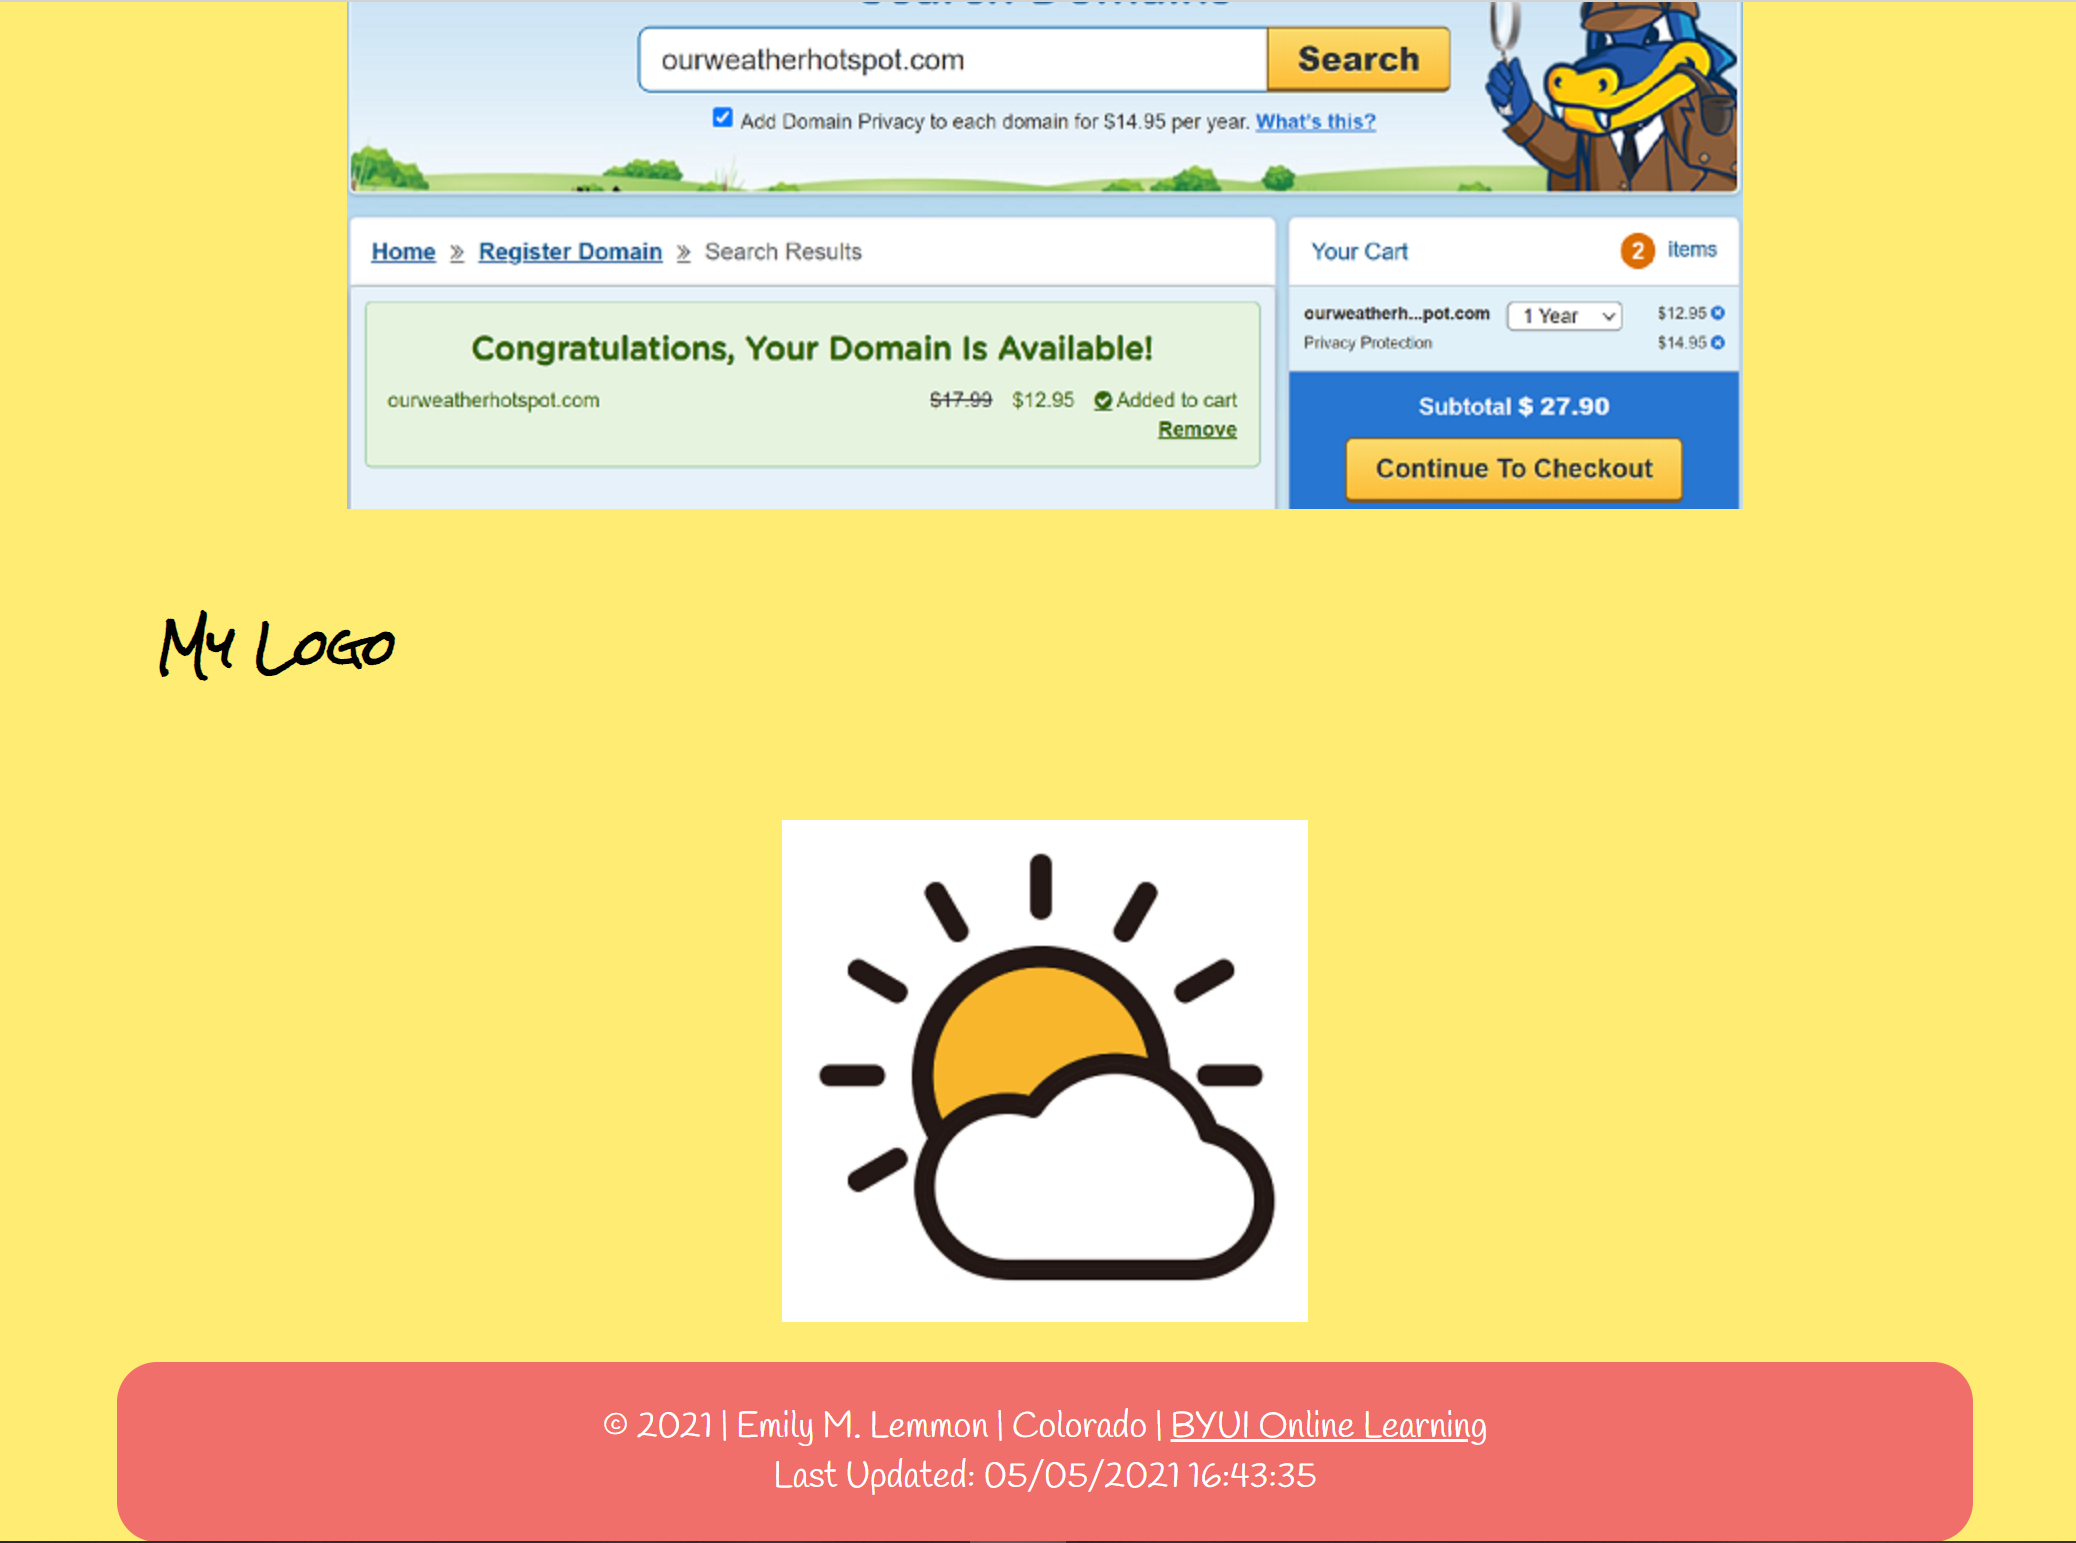 Search Domains
ourweatherhotspot.com
Search
Add Domain Privacy to each domain for $14.95 per year. What's this?
Home » Register Domain » Search Results
Your Cart 2 items
Congratulations, Your Domain Is Available!
ourweatherhotspot.com $17.99 $12.95 Added to cart
Remove
ourweatherh...pot.com 1 Year $12.95
Privacy Protection $14.95
Subtotal $ 27.90
Continue To Checkout
My Logo
© 2021 | Emily M. Lemmon | Colorado | BYUI Online Learning
Last Updated: 05/05/2021 16:43:35